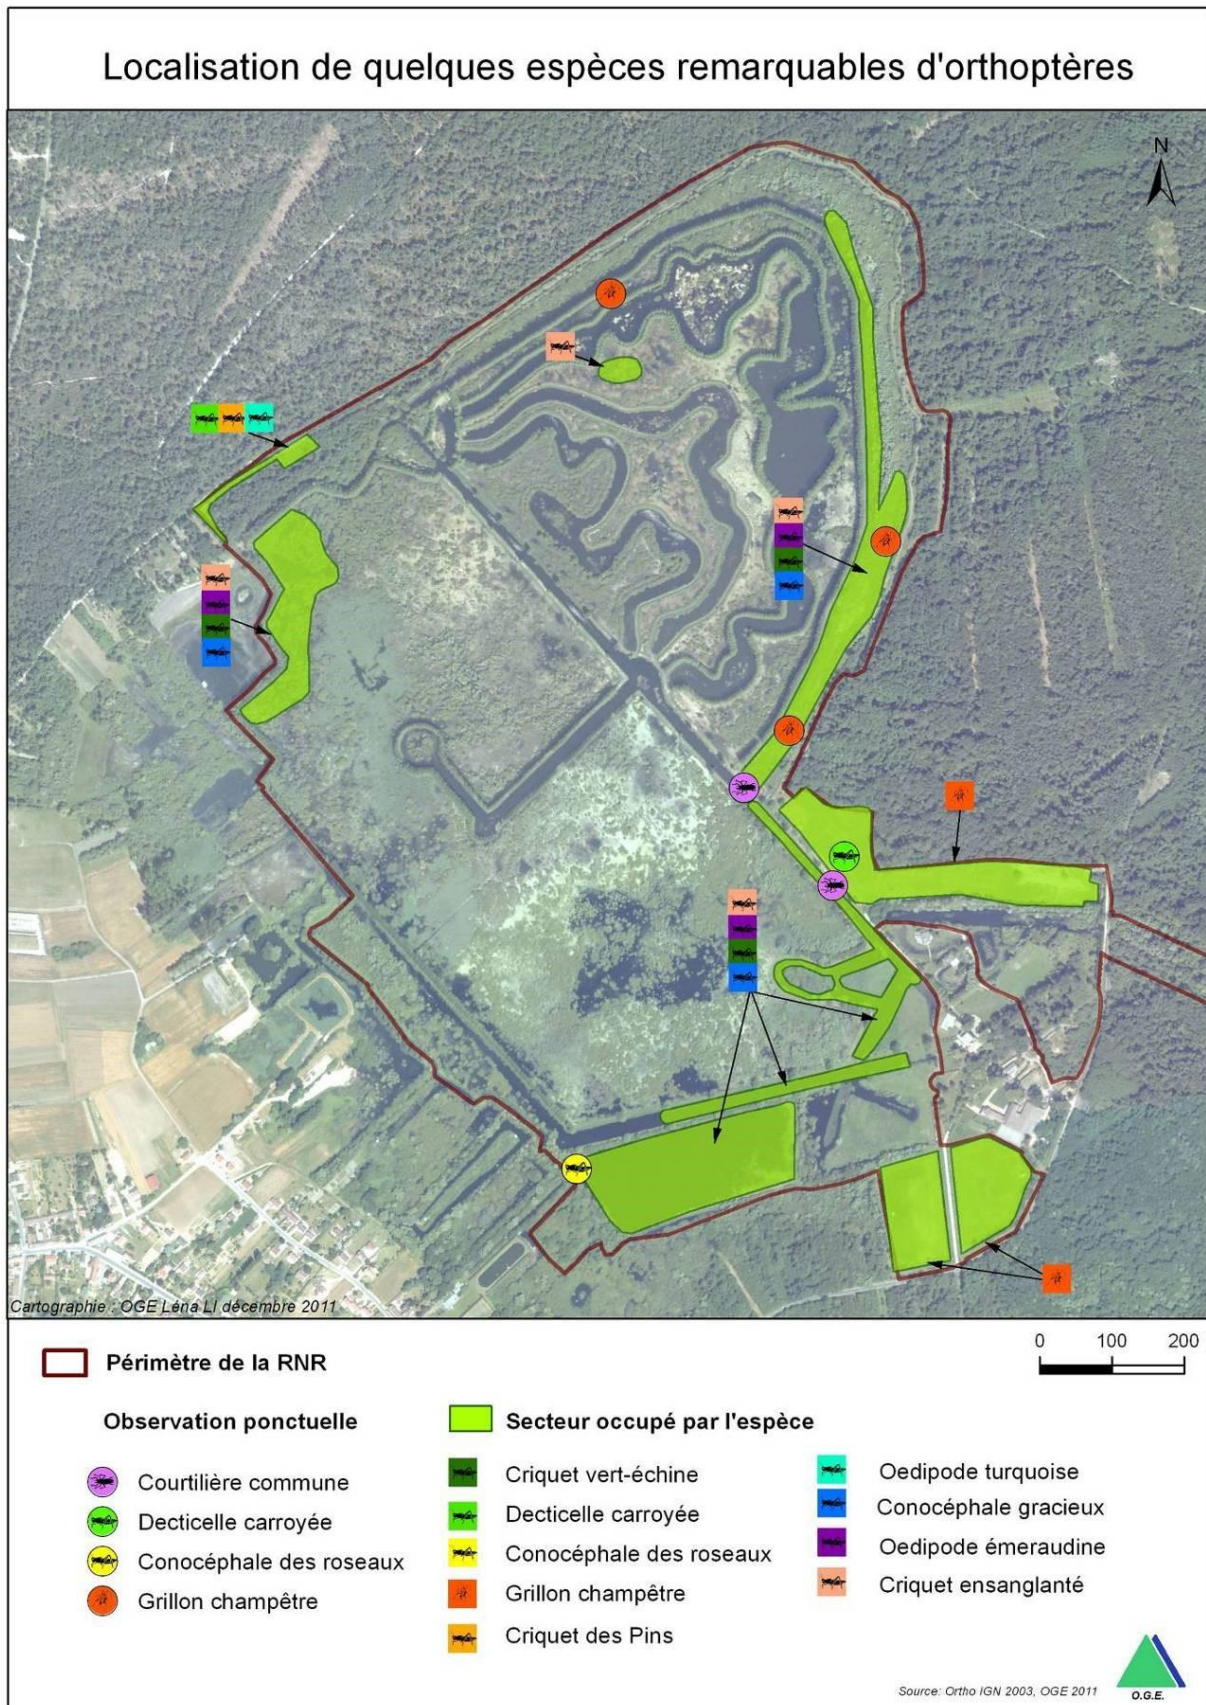 Localisation de quelques espèces remarquables d'orthoptères
N
Cartographie : OGE Léna LI décembre 2011
0 100 200
Périmètre de la RNR
Observation ponctuelle
Courtilière commune
Decticelle carroyée
Conocéphale des roseaux
Grillon champêtre
Secteur occupé par l'espèce
Criquet vert-échine
Decticelle carroyée
Conocéphale des roseaux
Grillon champêtre
Criquet des Pins
Oedipode turquoise
Conocéphale gracieux
Oedipode émeraudine
Criquet ensanglanté
Source: Ortho IGN 2003, OGE 2011
O.G.E.